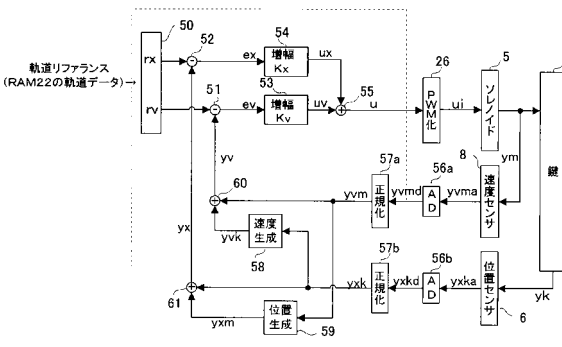 50
52
54
26
5
軌道リファランス
(RAM22の軌道データ)
rx
ex
増幅
Kx
ux
rv
51
ev
53
増幅
Kv
uv
55
u
PWM化
ui
ソレノイド
ym
鍵
yv
57a
56a
8
60
yvm
正規化
yvmd
AD
yvma
速度センサ
yx
yvk
速度
生成
58
57b
56b
61
yxk
正規化
yxkd
AD
yxka
位置センサ
yk
yxm
位置
生成
59
6